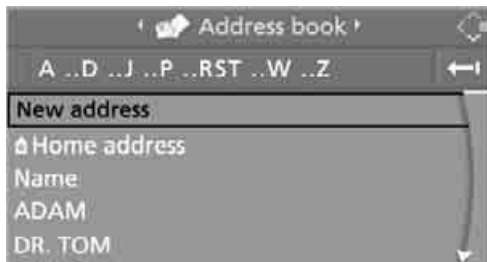 Address book
A ..D ..J ..P ..RST ..W ..Z
New address
Home address
Name
ADAM
DR. TOM